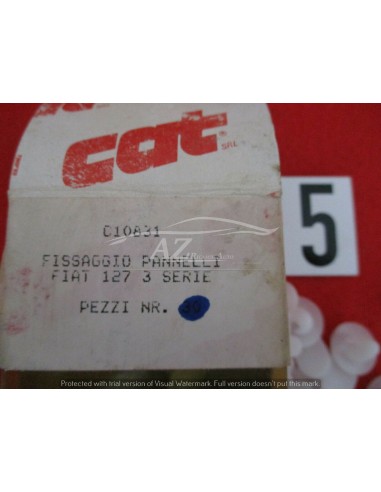 cat
SRL
C10831
FISSAGGIO PANNELLI
FIAT 127 3 SERIE
PEZZI NR.
5
AZ
Protected with free version of Visual Watermark. Full version doesn't put this mark.